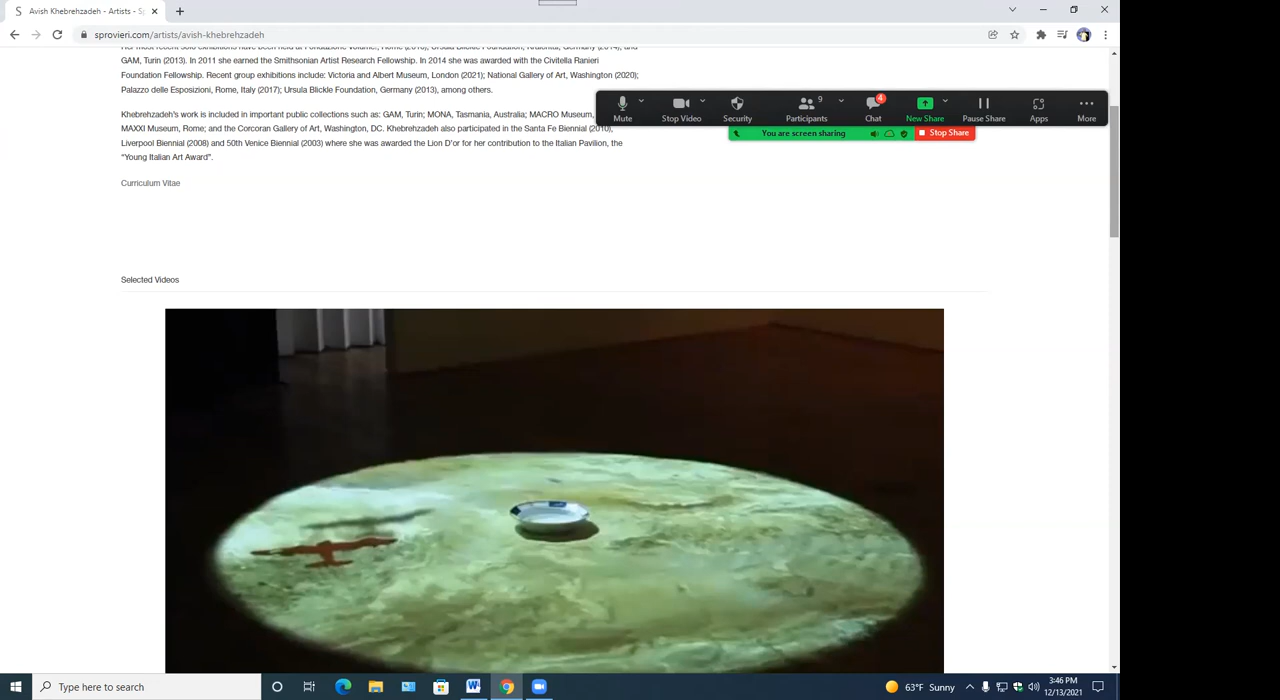 Avish Khebrehzadeh - Artists - Sp
sprovieri.com/artists/avish-khebrehzadeh
GAM, Turin (2013). In 2011 she earned the Smithsonian Artist Research Fellowship. In 2014 she was awarded with the Civitella Ranieri
Foundation Fellowship. Recent group exhibitions include: Victoria and Albert Museum, London (2021); National Gallery of Art, Washington (2020);
Palazzo delle Esposizioni, Rome, Italy (2017); Ursula Blickle Foundation, Germany (2013), among others.
Khebrehzadeh's work is included in important public collections such as: GAM, Turin; MONA, Tasmania, Australia; MACRO Museum,
MAXXI Museum, Rome; and the Corcoran Gallery of Art, Washington, DC. Khebrehzadeh also participated in the Santa Fe Biennial (2010),
Liverpool Biennial (2008) and 50th Venice Biennial (2003) where she was awarded the Lion D'or for her contribution to the Italian Pavilion, the
"Young Italian Art Award".
9
4
Mute
Stop Video
Security
Participants
Chat
New Share
Pause Share
Apps
More
You are screen sharing
Stop Share
Curriculum Vitae
Selected Videos
Type here to search
63°F Sunny
3:46 PM
12/13/2021